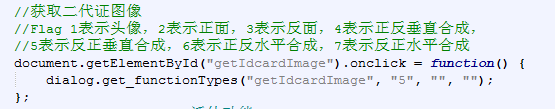 //获取二代证图像
//Flag 1表示头像，2表示正面，3表示反面，4表示正反垂直合成，
//5表示反正垂直合成，6表示正反水平合成，7表示反正水平合成
document.getElementById("getIdcardImage").onclick = function() {
    dialog.get_functionTypes("getIdcardImage", "5", "", "");
};